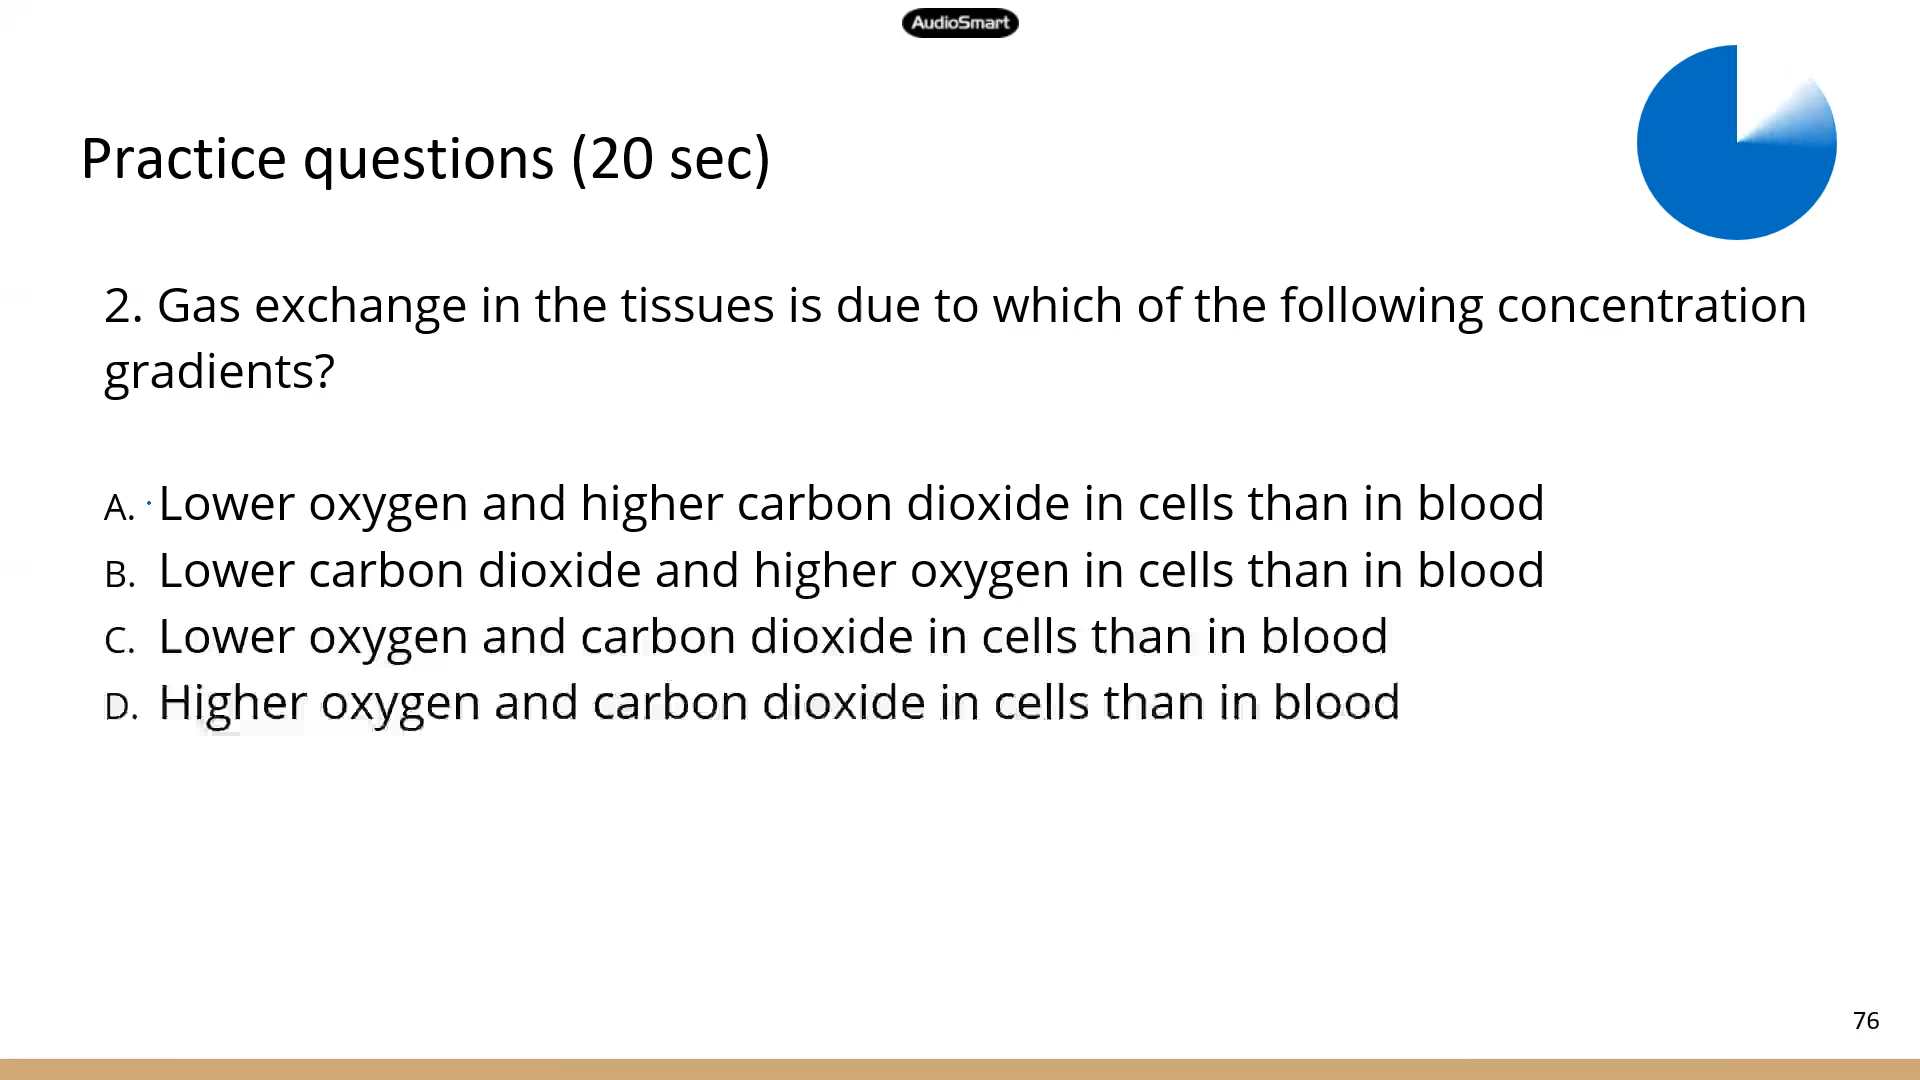 AudioSmart
Practice questions (20 sec)
2. Gas exchange in the tissues is due to which of the following concentration
gradients?
A. Lower oxygen and higher carbon dioxide in cells than in blood
B. Lower carbon dioxide and higher oxygen in cells than in blood
C. Lower oxygen and carbon dioxide in cells than in blood
D. Higher oxygen and carbon dioxide in cells than in blood
76